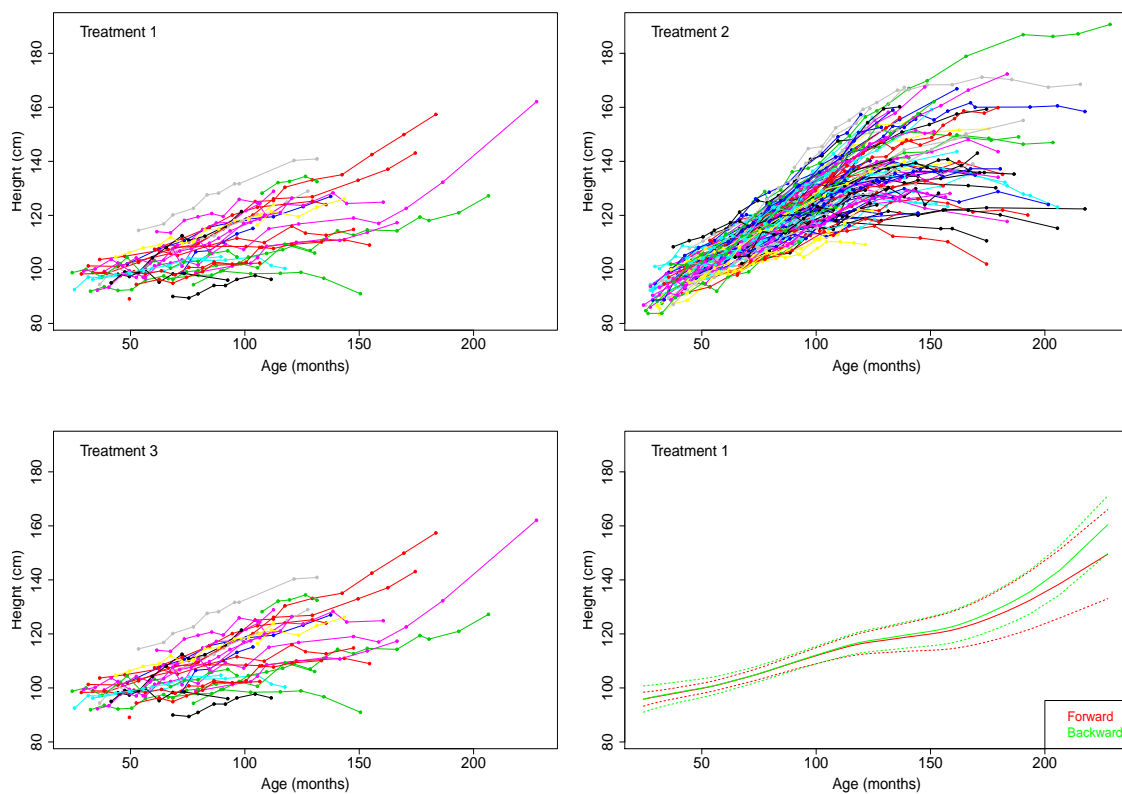 Treatment 1
Height (cm)
80 100 120 140 160 180
50 100 150 200
Age (months)
Treatment 2
Height (cm)
80 100 120 140 160 180
50 100 150 200
Age (months)
Treatment 3
Height (cm)
80 100 120 140 160 180
50 100 150 200
Age (months)
Treatment 1
Height (cm)
80 100 120 140 160 180
50 100 150 200
Age (months)
Forward
Backward